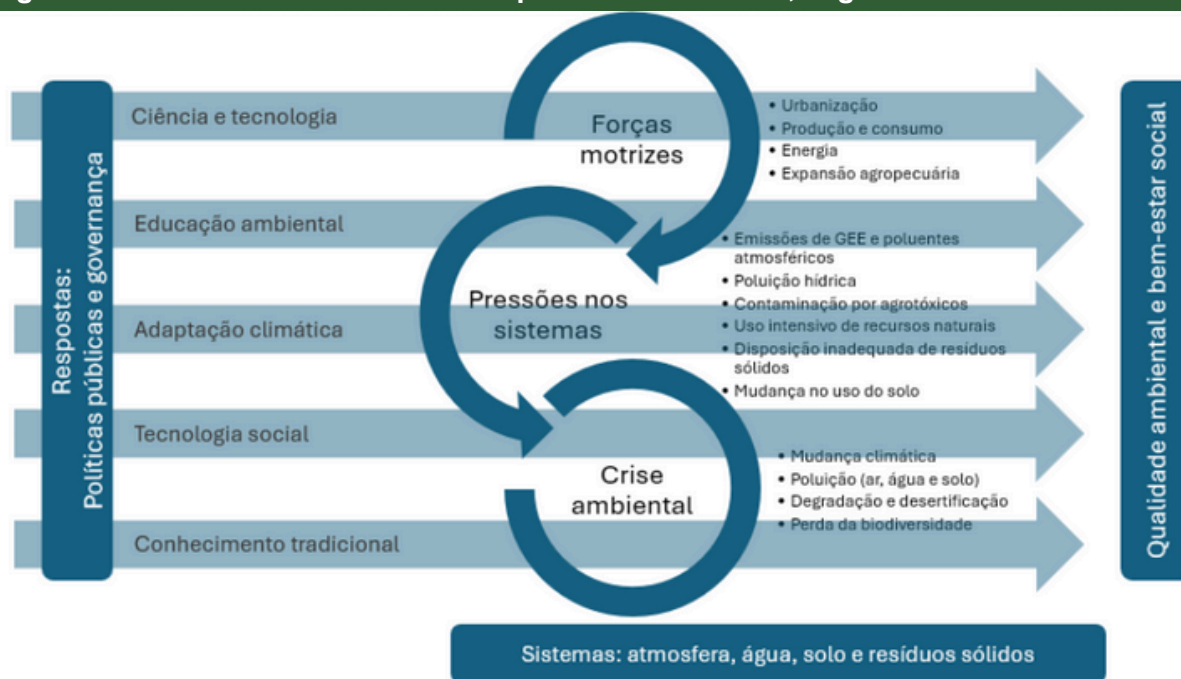 Respostas:
Políticas públicas e governança
Ciência e tecnologia
Educação ambiental
Adaptação climática
Tecnologia social
Conhecimento tradicional
Forças
motrizes
• Urbanização
• Produção e consumo
• Energia
• Expansão agropecuária
Pressões nos
sistemas
• Emissões de GEE e poluentes
atmosféricos
• Poluição hídrica
• Contaminação por agrotóxicos
• Uso intensivo de recursos naturais
• Disposição inadequada de resíduos
sólidos
• Mudança no uso do solo
Crise
ambiental
• Mudança climática
• Poluição (ar, água e solo)
• Degradação e desertificação
• Perda da biodiversidade
Qualidade ambiental e bem-estar social
Sistemas: atmosfera, água, solo e resíduos sólidos